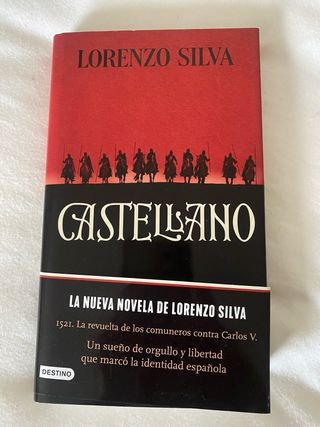 LORENZO SILVA
CASTELLANO
LA NUEVA NOVELA DE LORENZO SILVA
1521. La revuelta de los comuneros contra Carlos V.
Un sueño de orgullo y libertad
que marcó la identidad española
DESTINO